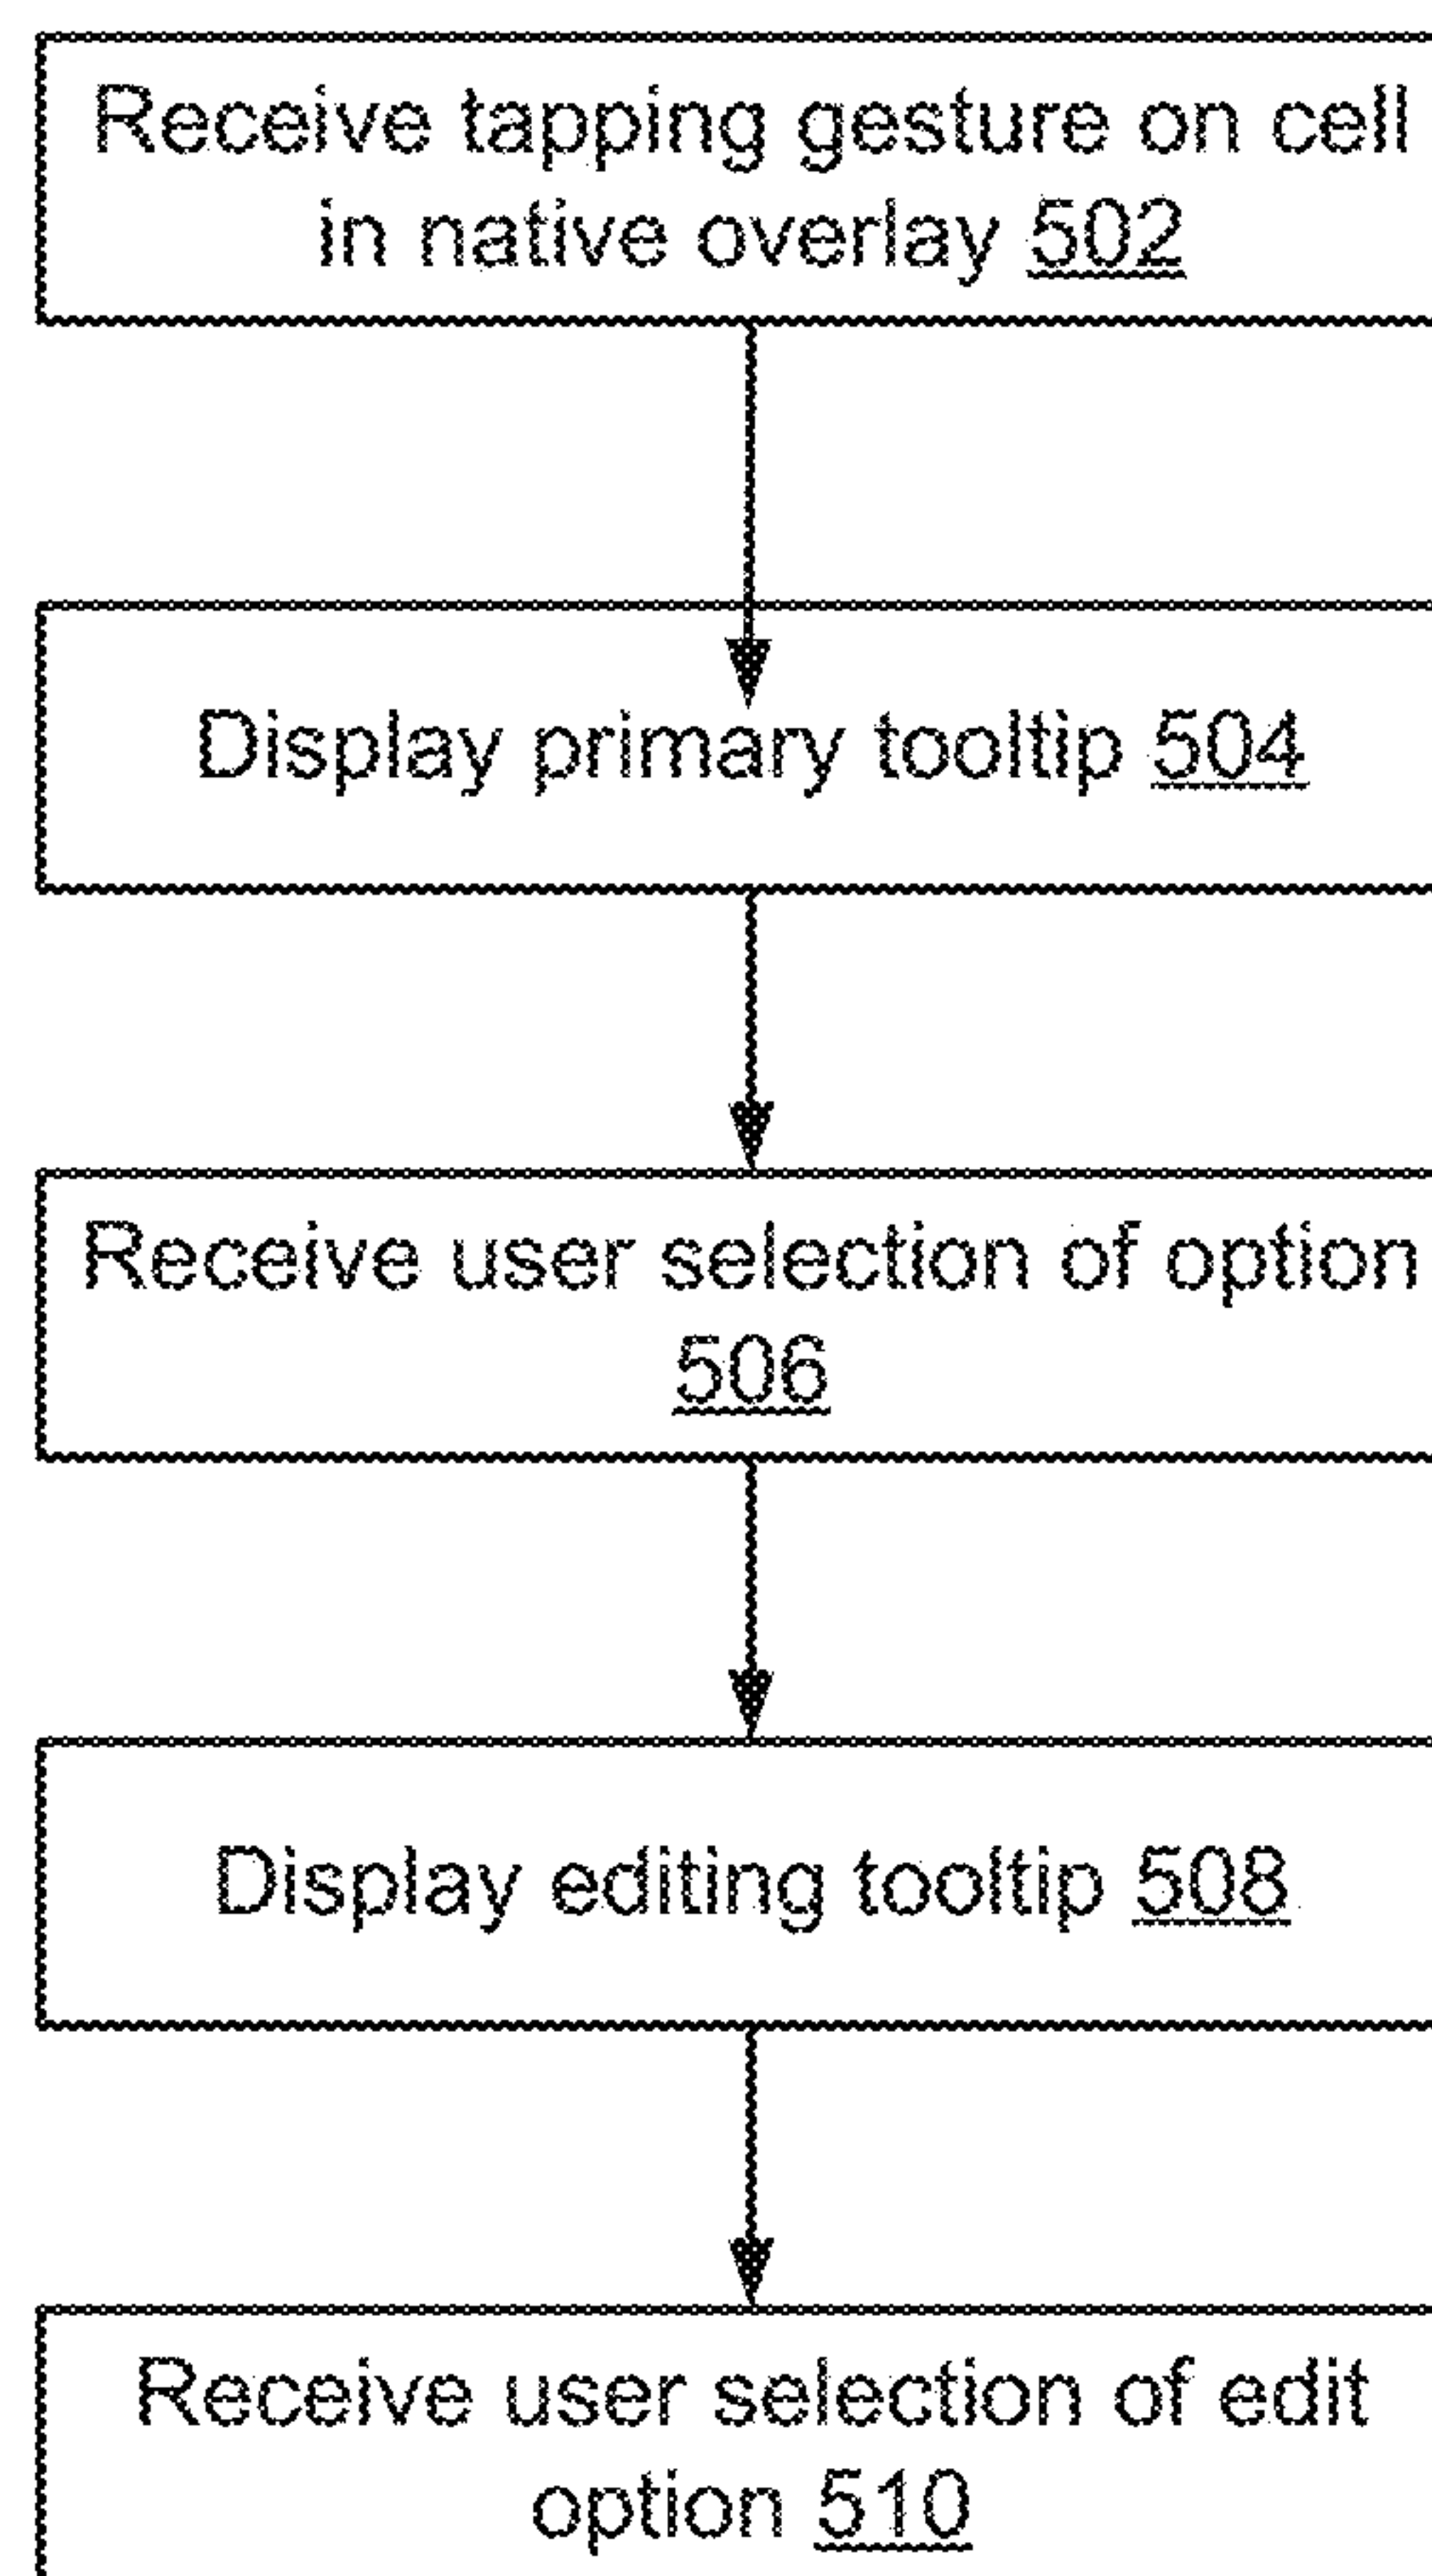 Receive tapping gesture on cell
in native overlay 502
Display primary tooltip 504
Receive user selection of option
506
Display editing tooltip 508
Receive user selection of edit
option 510